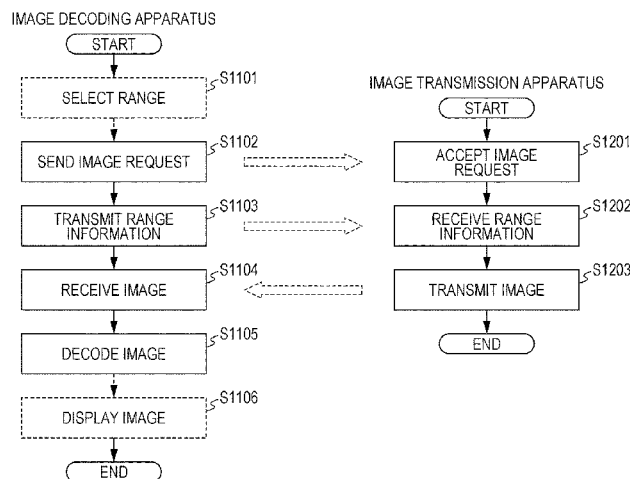 IMAGE DECODING APPARATUS
START
S1101
SELECT RANGE
S1102
SEND IMAGE REQUEST
S1103
TRANSMIT RANGE
INFORMATION
S1104
RECEIVE IMAGE
S1105
DECODE IMAGE
S1106
DISPLAY IMAGE
END
IMAGE TRANSMISSION APPARATUS
START
S1201
ACCEPT IMAGE
REQUEST
S1202
RECEIVE RANGE
INFORMATION
S1203
TRANSMIT IMAGE
END